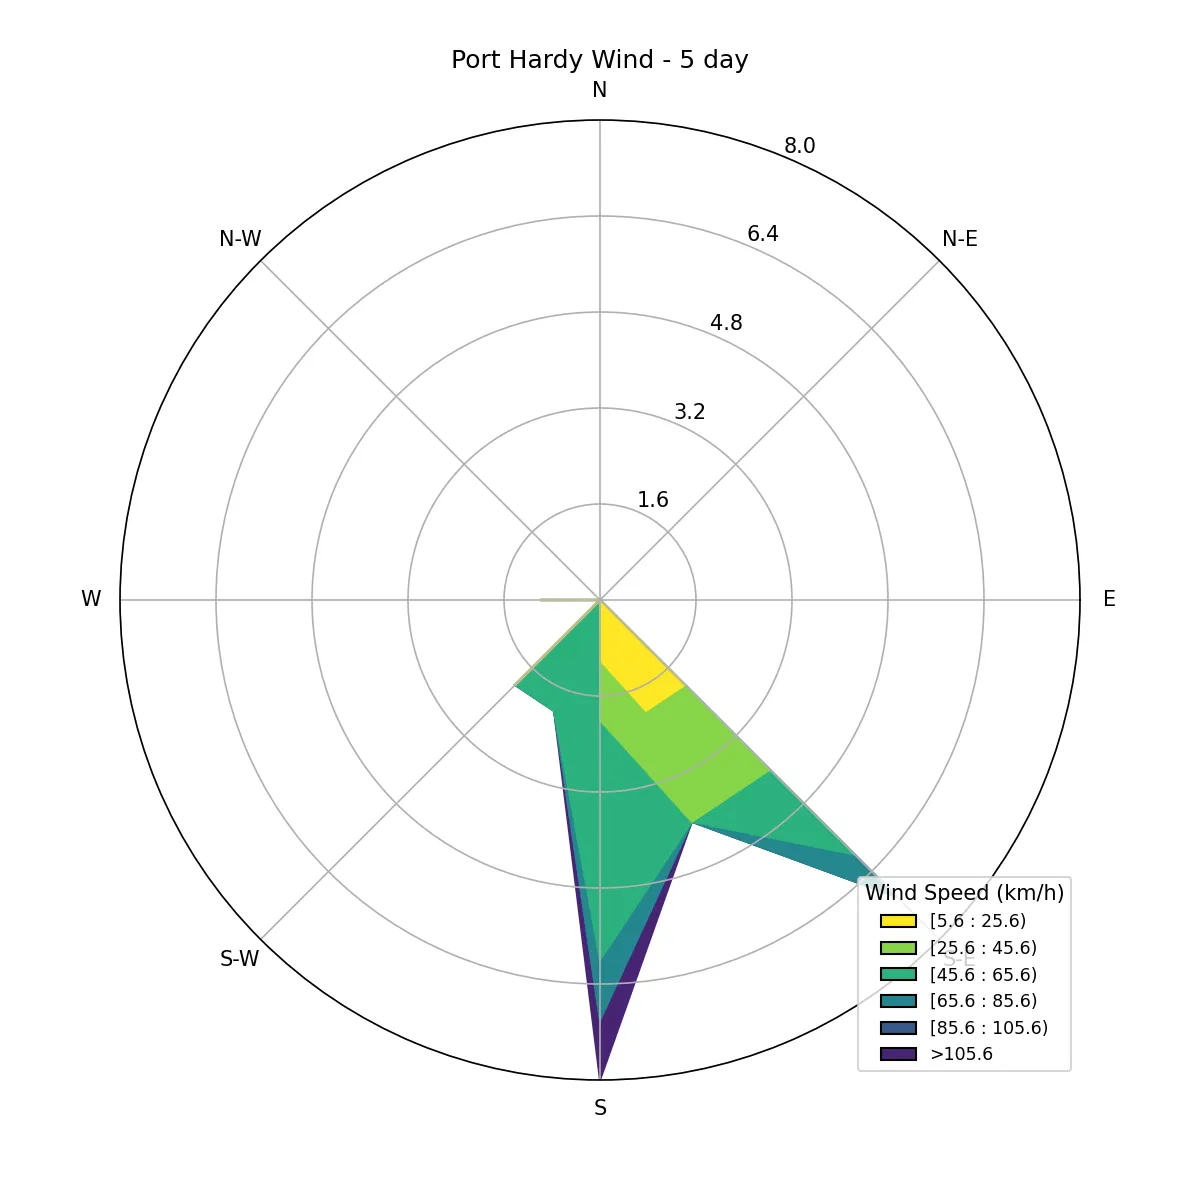 Port Hardy Wind - 5 day
N
8.0
N-W
6.4
N-E
4.8
3.2
1.6
W
E
Wind Speed (km/h)
[5.6 : 25.6)
[25.6 : 45.6)
S-W
S-E
[45.6 : 65.6)
[65.6 : 85.6)
[85.6 : 105.6)
>105.6
S